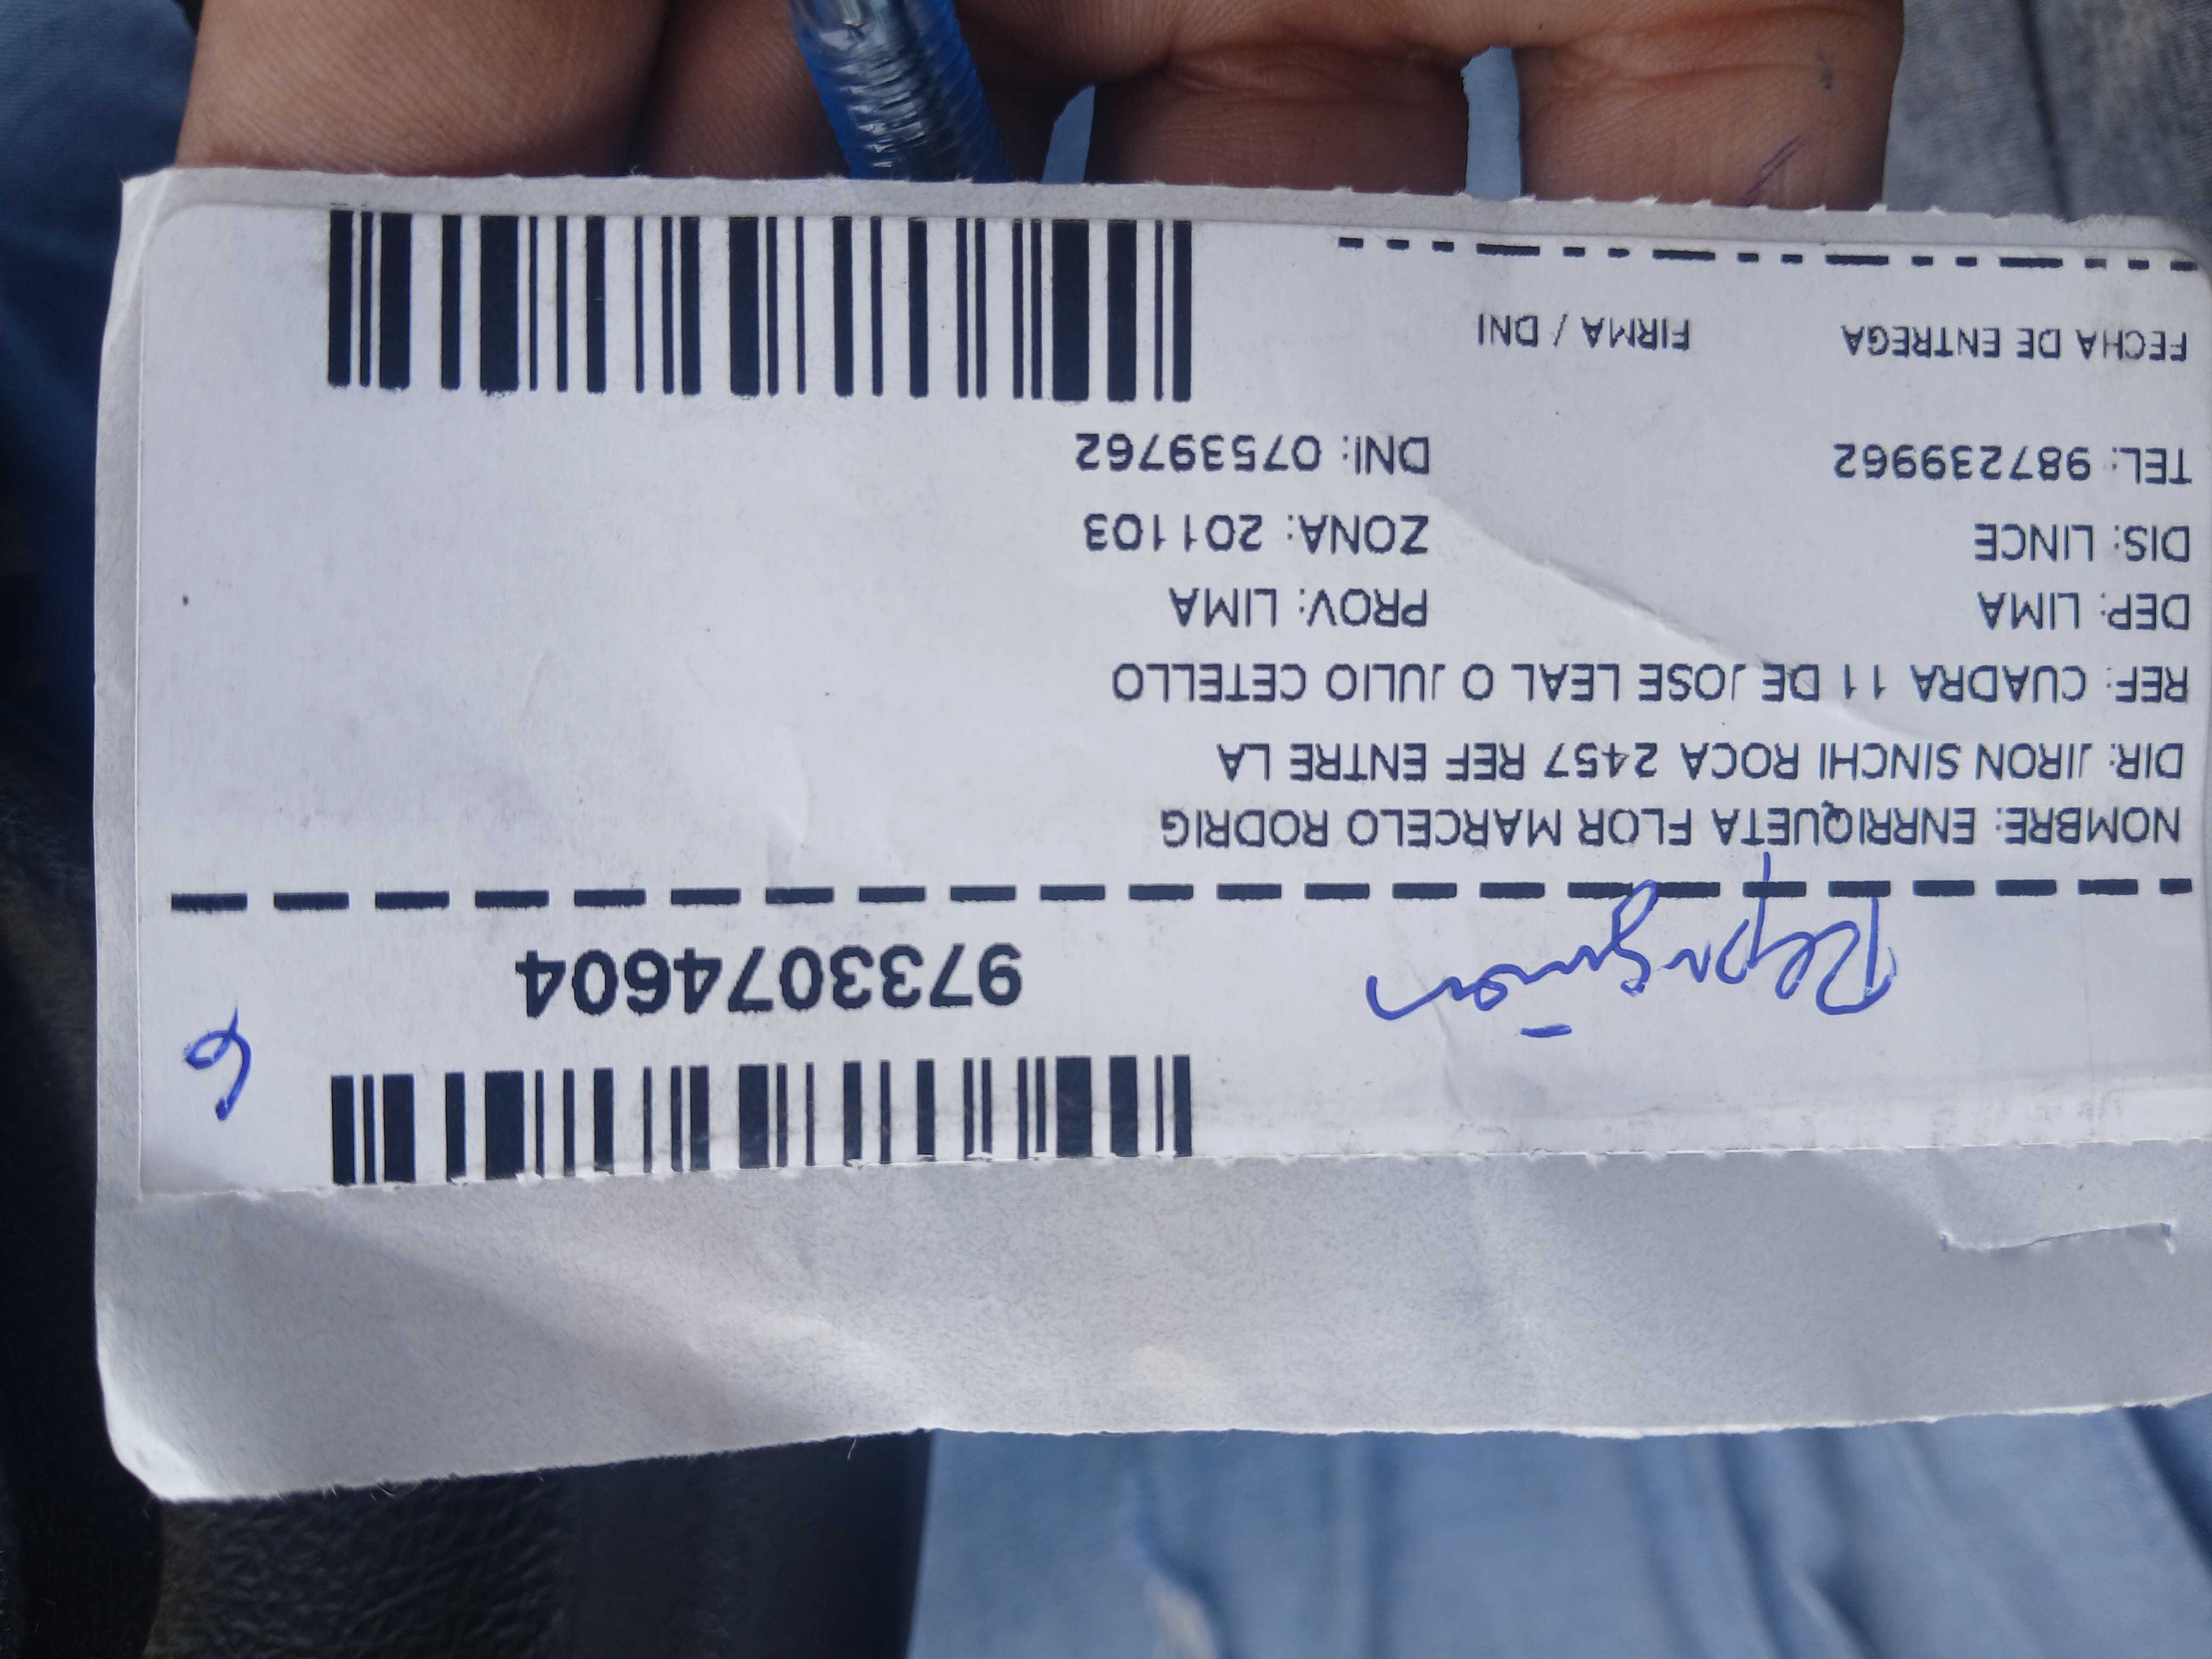 9733074604
6
NOMBRE: ENRRIQUETA FLOR MARCELO RODRIG
DIR: JIRON SINCHI ROCA 2457 REF ENTRE LA
REF: CUADRA 11 DE JOSE LEAL O JULIO CETELLO
DEP: LIMA PROV: LIMA
DIS: LINCE ZONA: 201103
TEL: 987239962 DNI: 07539762
FECHA DE ENTREGA FIRMA / DNI